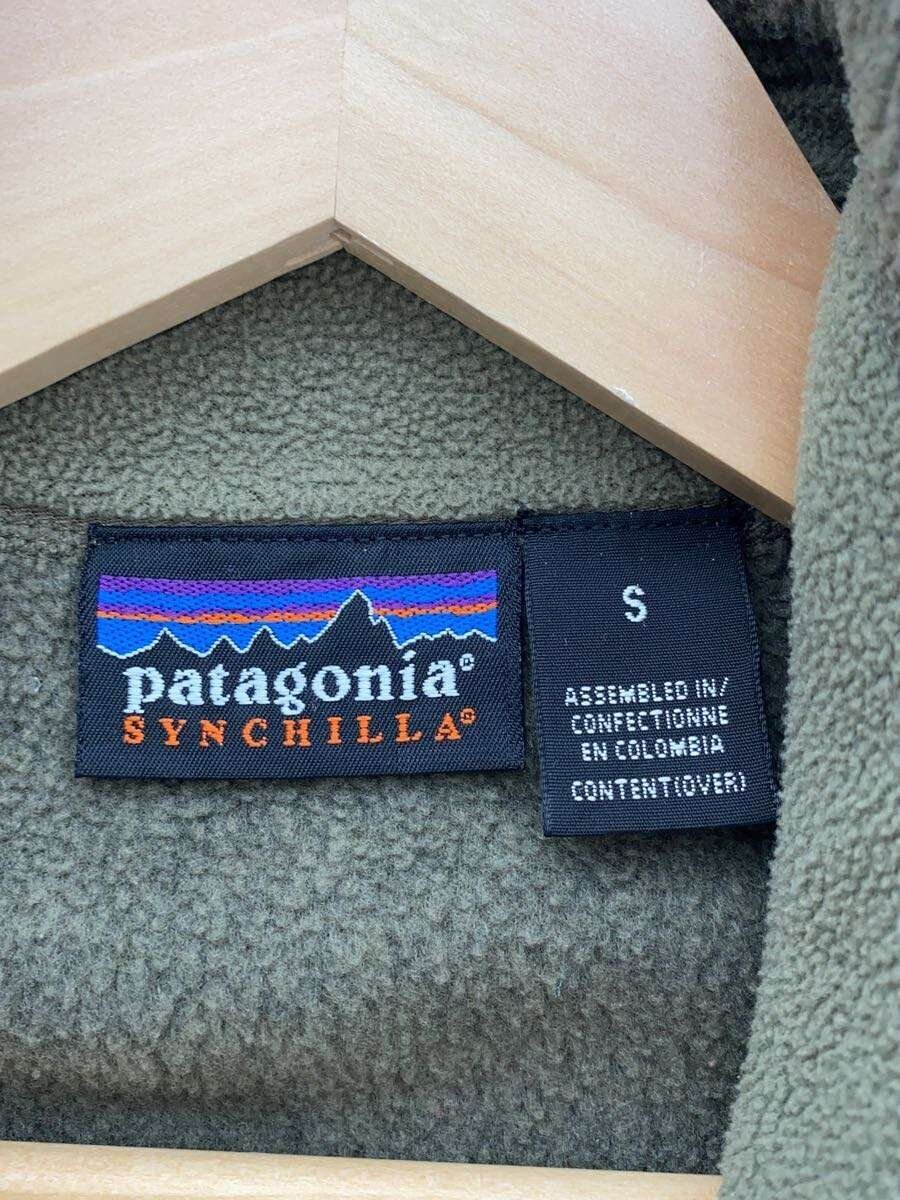 patagonia®
SYNCHILLA®
S
ASSEMBLED IN/
CONFECTIONNE
EN COLOMBIA
CONTENT(OVER)